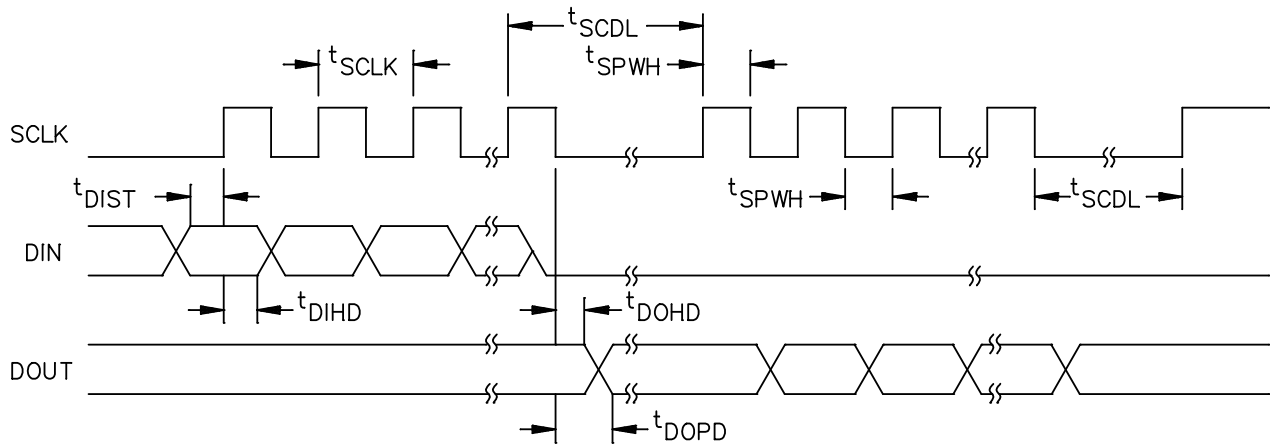 tSCDL
tSCLK
tSPWH
SCLK
tDIST
tSPWH
tSCDL
DIN
tDIHD
tDOHD
DOUT
tDOPD